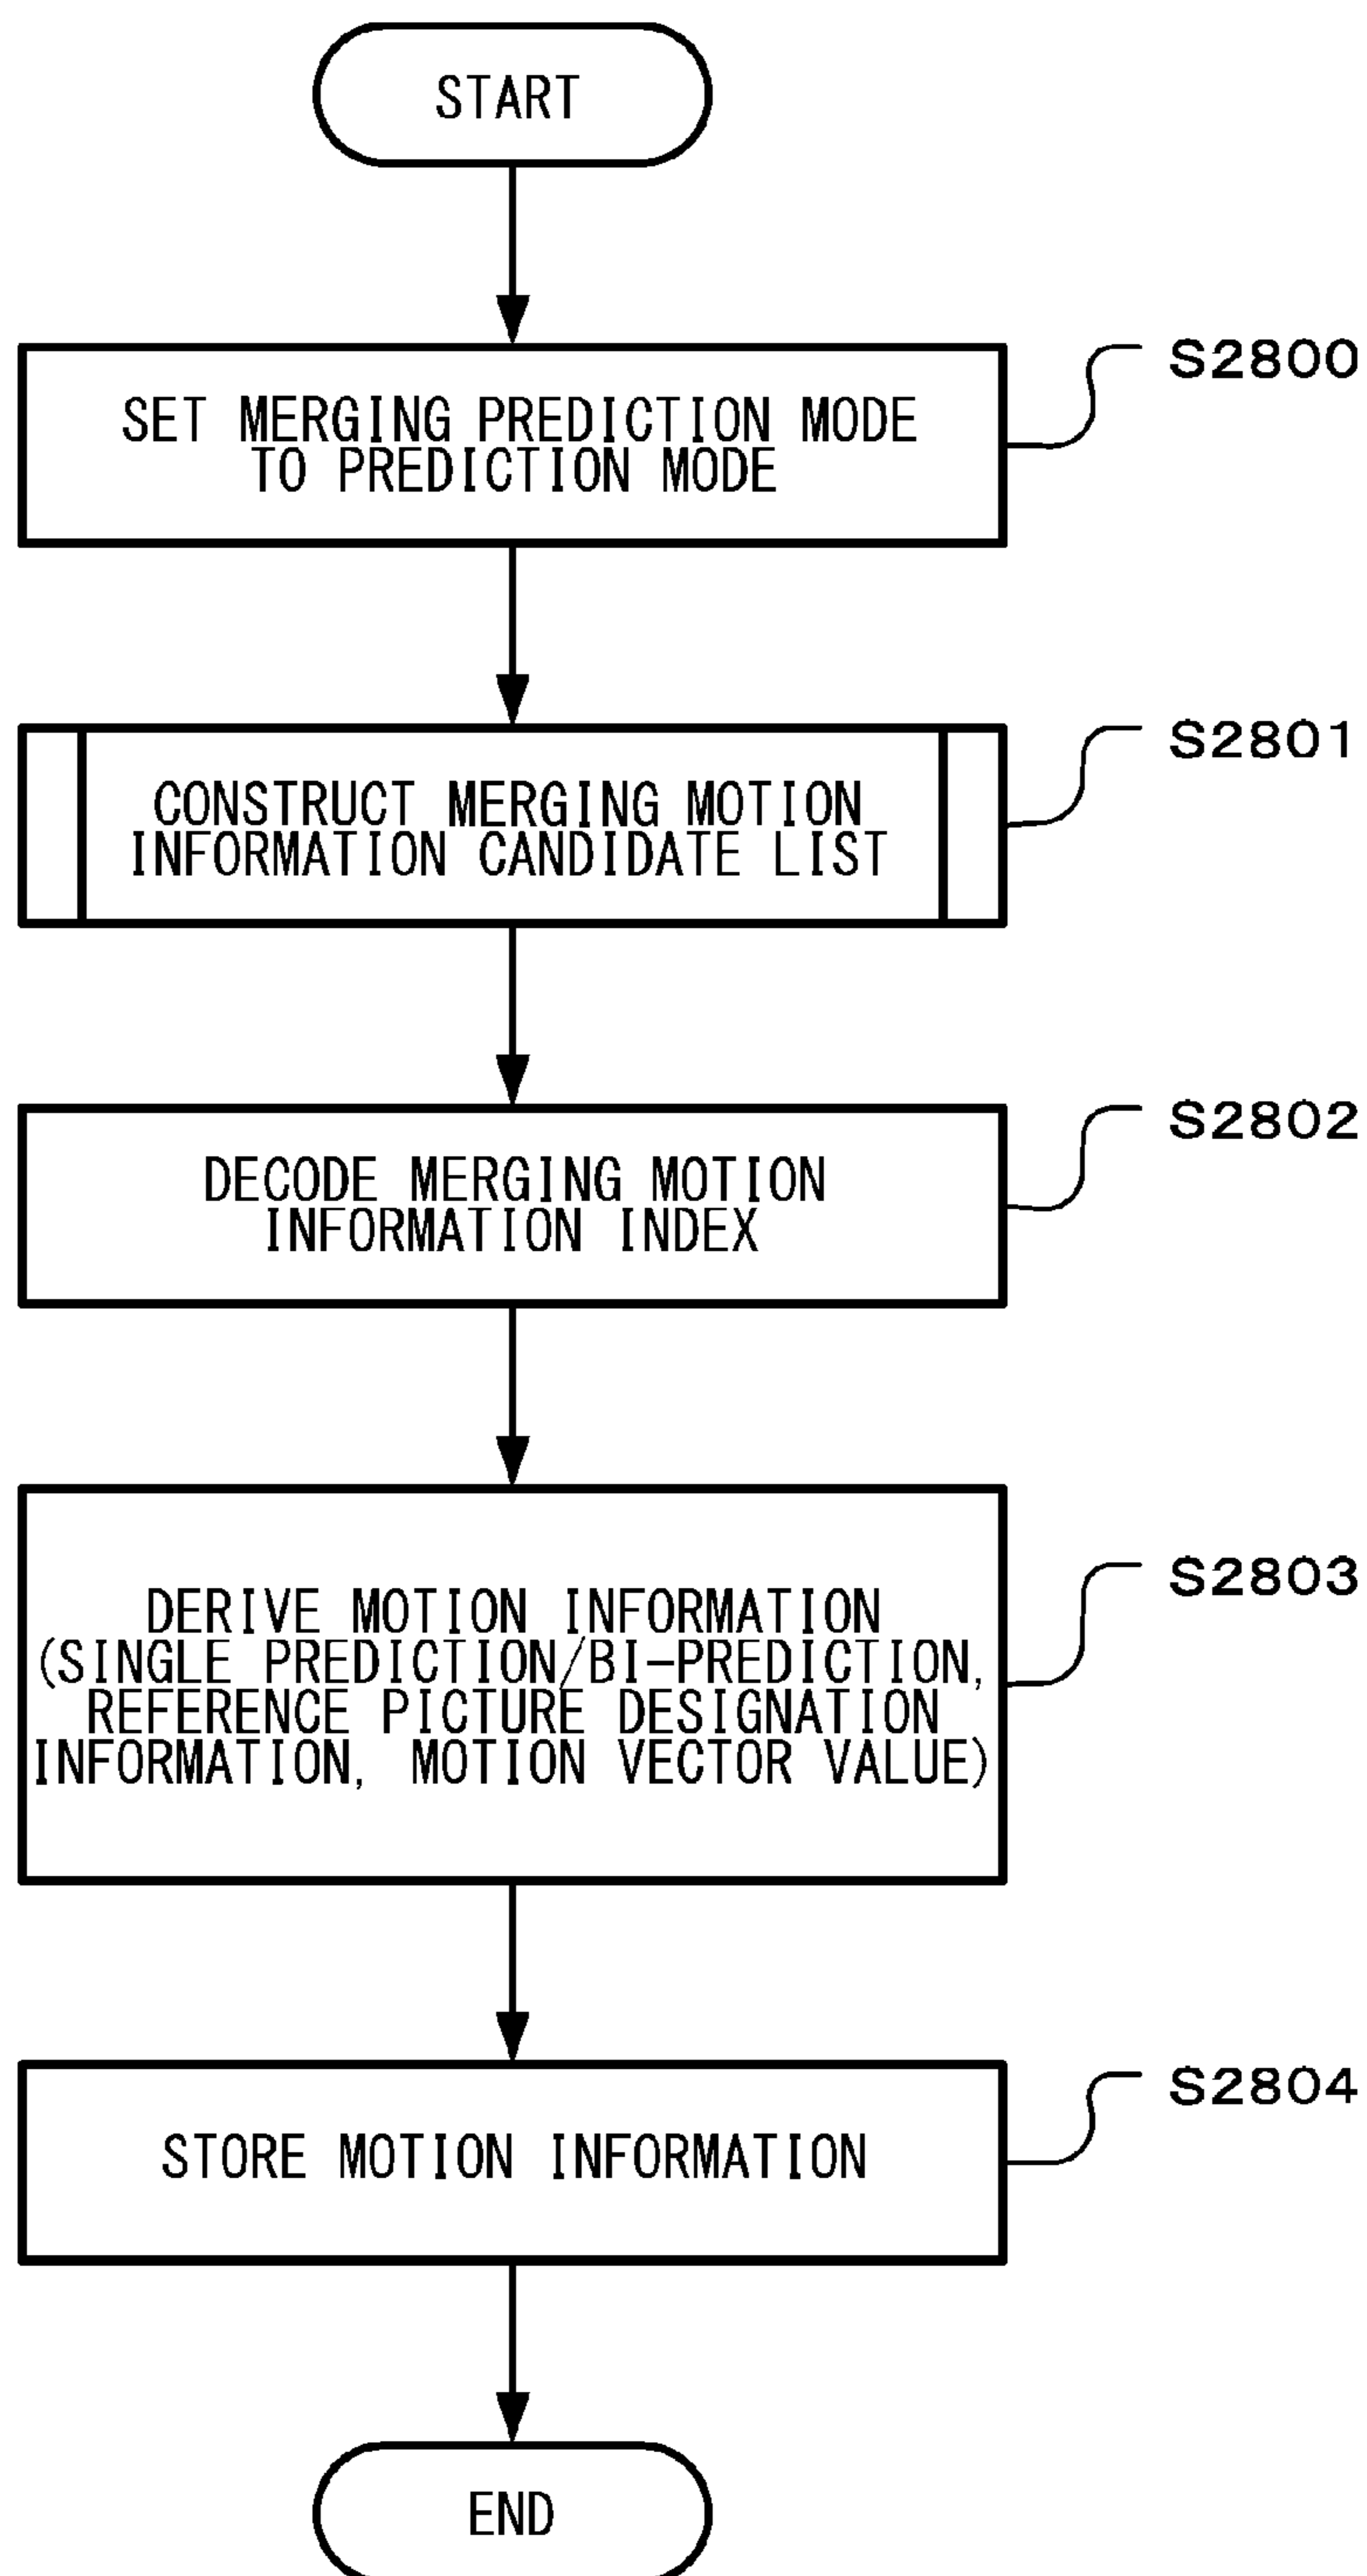 START
S2800
SET MERGING PREDICTION MODE
TO PREDICTION MODE
S2801
CONSTRUCT MERGING MOTION
INFORMATION CANDIDATE LIST
S2802
DECODE MERGING MOTION
INFORMATION INDEX
S2803
DERIVE MOTION INFORMATION
(SINGLE PREDICTION/BI-PREDICTION,
REFERENCE PICTURE DESIGNATION
INFORMATION, MOTION VECTOR VALUE)
S2804
STORE MOTION INFORMATION
END